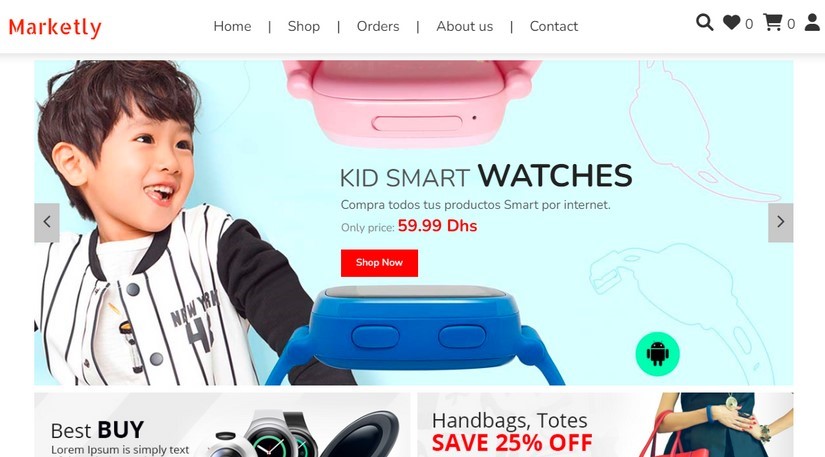 Marketly
Home | Shop | Orders | About us | Contact
0 0
KID SMART WATCHES
Compra todos tus productos Smart por internet.
Only price: 59.99 Dhs
Shop Now
NEW YORK
Best BUY
Lorem Ipsum is simply text
Handbags, Totes
SAVE 25% OFF